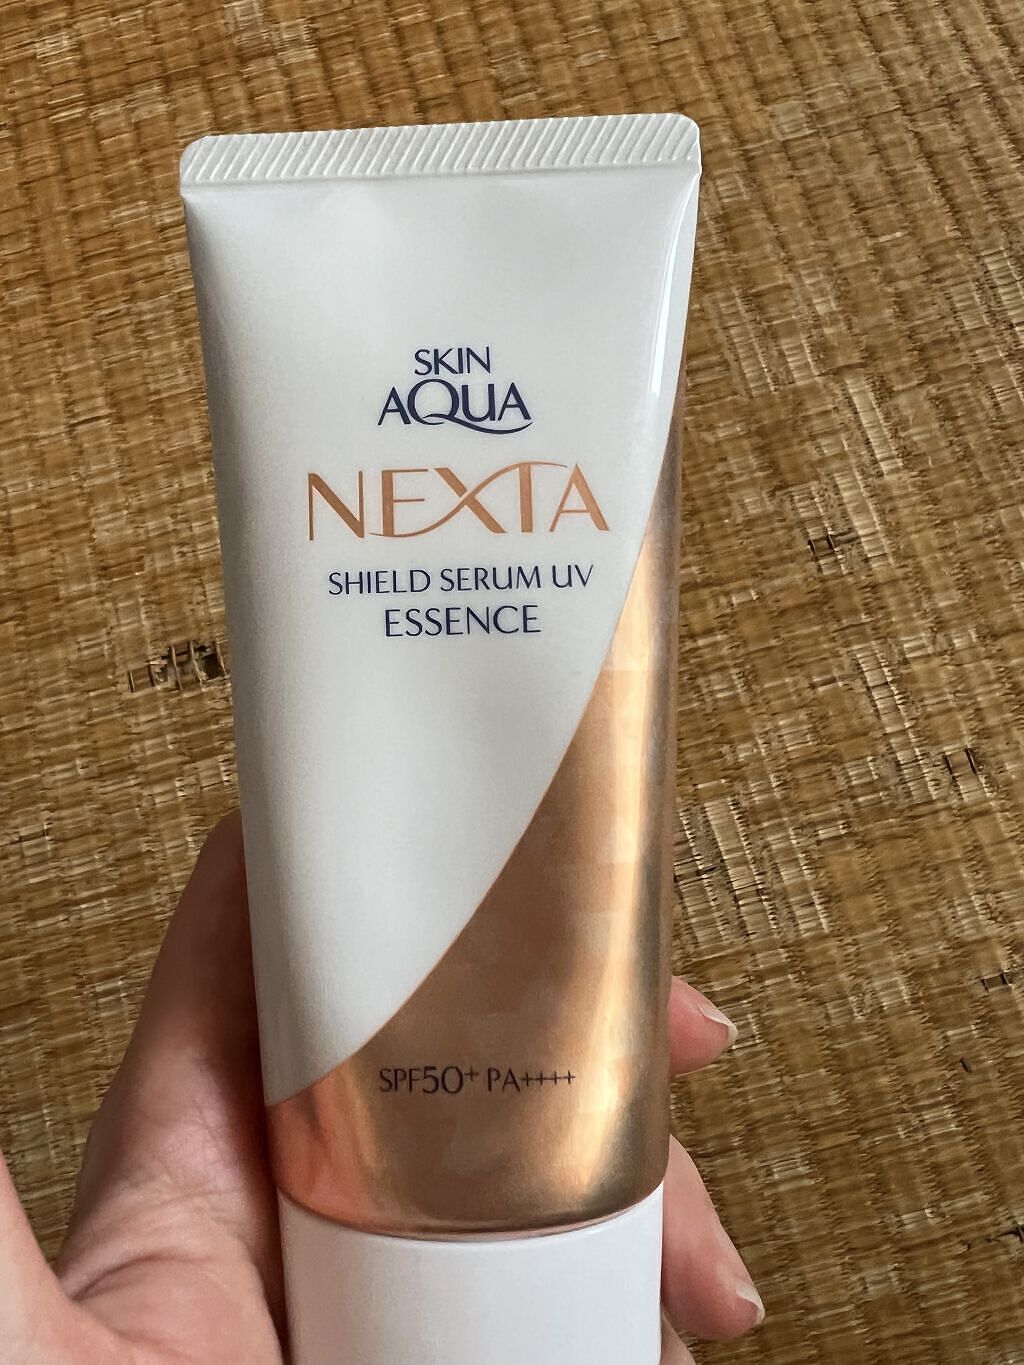 SKIN
AQUA
NEXTA
SHIELD SERUM UV
ESSENCE
SPF50+ PA++++